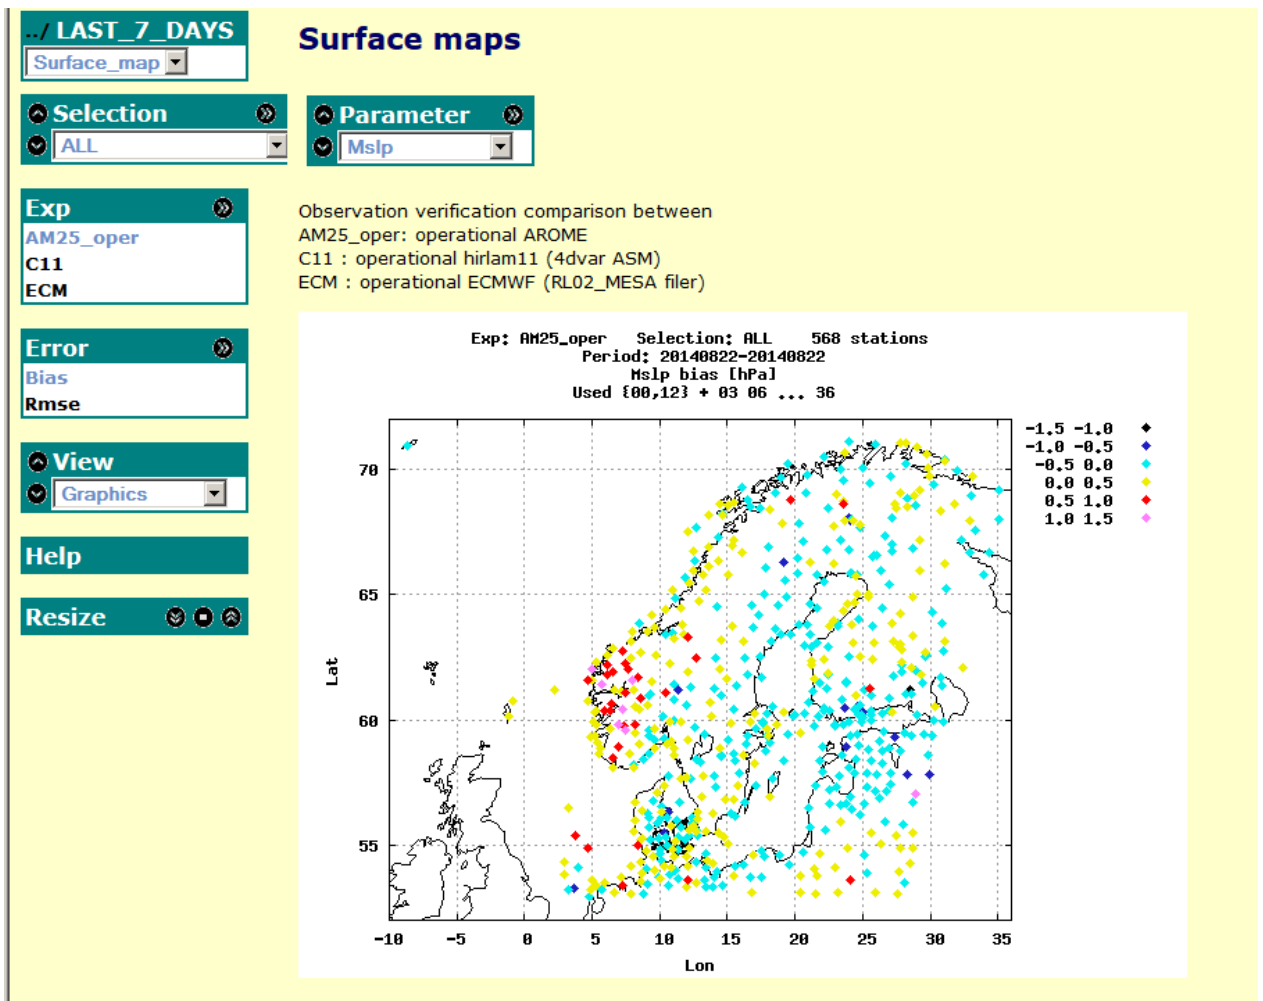 ../ LAST_7_DAYS
Surface_map
Surface maps
Selection
ALL
Parameter
Mslp
Exp
AM25_oper
C11
ECM
Observation verification comparison between
AM25_oper: operational AROME
C11 : operational hirlam11 (4dvar ASM)
ECM : operational ECMWF (RL02_MESA filer)
Error
Bias
Rmse
View
Graphics
Help
Resize
Exp: AM25_oper Selection: ALL 568 stations
Period: 20140822-20140822
Mslp bias [hPa]
Used {00,12} + 03 06 ... 36
-1.5 -1.0
-1.0 -0.5
-0.5 0.0
0.0 0.5
0.5 1.0
1.0 1.5
70
65
60
55
Lat
-10 -5 0 5 10 15 20 25 30 35
Lon